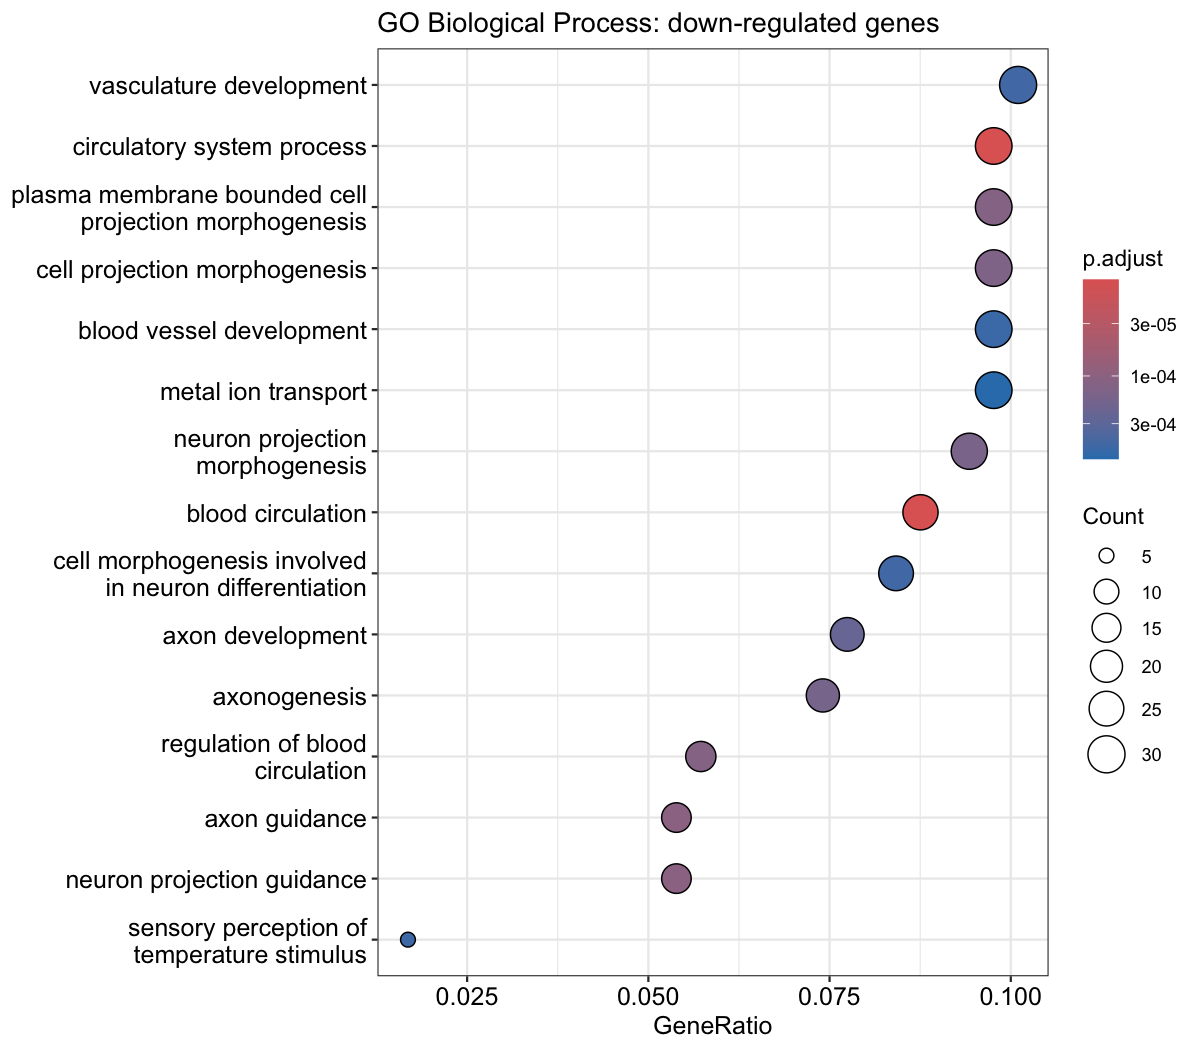 GO Biological Process: down-regulated genes
vasculature development
circulatory system process
plasma membrane bounded cell
projection morphogenesis
cell projection morphogenesis
blood vessel development
metal ion transport
neuron projection
morphogenesis
blood circulation
cell morphogenesis involved
in neuron differentiation
axon development
axonogenesis
regulation of blood
circulation
axon guidance
neuron projection guidance
sensory perception of
temperature stimulus
0.025 0.050 0.075 0.100
GeneRatio
p.adjust
3e-05
1e-04
3e-04
Count
5
10
15
20
25
30